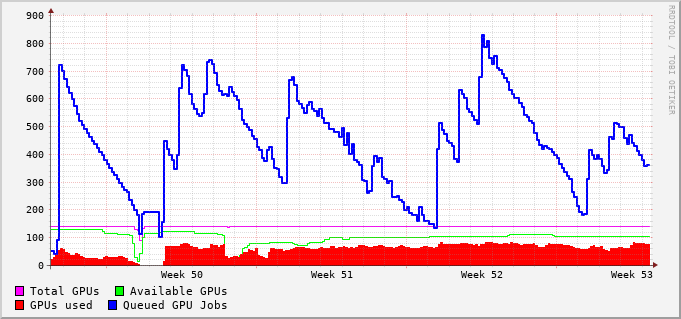 900
800
700
600
500
400
300
200
100
0
Week 50 Week 51 Week 52 Week 53
Total GPUs Available GPUs
GPUs used Queued GPU Jobs
RRDTOOL / TOBI OETIKER